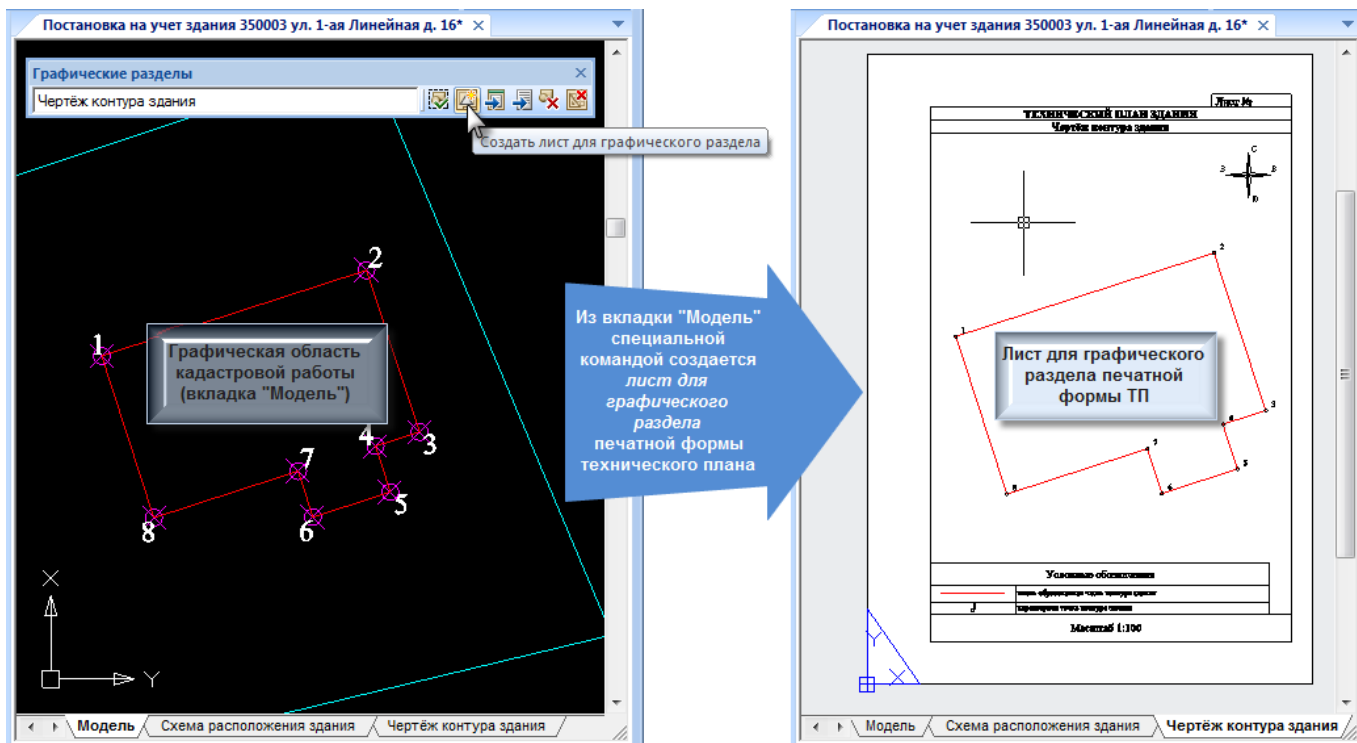 Постановка на учет здания 350003 ул. 1-ая Линейная д. 16*
Графические разделы
Чертёж контура здания
Создать лист для графического раздела
2
1
Графическая область
кадастровой работы
(вкладка "Модель")
4
3
7
5
8
6
X
Y
Модель
Схема расположения здания
Чертёж контура здания
Из вкладки "Модель"
специальной
командой создается
лист для
графического
раздела
печатной формы
технического плана
Постановка на учет здания 350003 ул. 1-ая Линейная д. 16*
Лист №
ТЕХНИЧЕСКИЙ ПЛАН ЗДАНИЯ
Чертёж контура здания
С
З
В
Ю
2
1
Лист для графического
раздела печатной
формы ТП
3
4
7
5
8
6
Условные обозначения
Масштаб 1:100
Y
X
Модель
Схема расположения здания
Чертёж контура здания